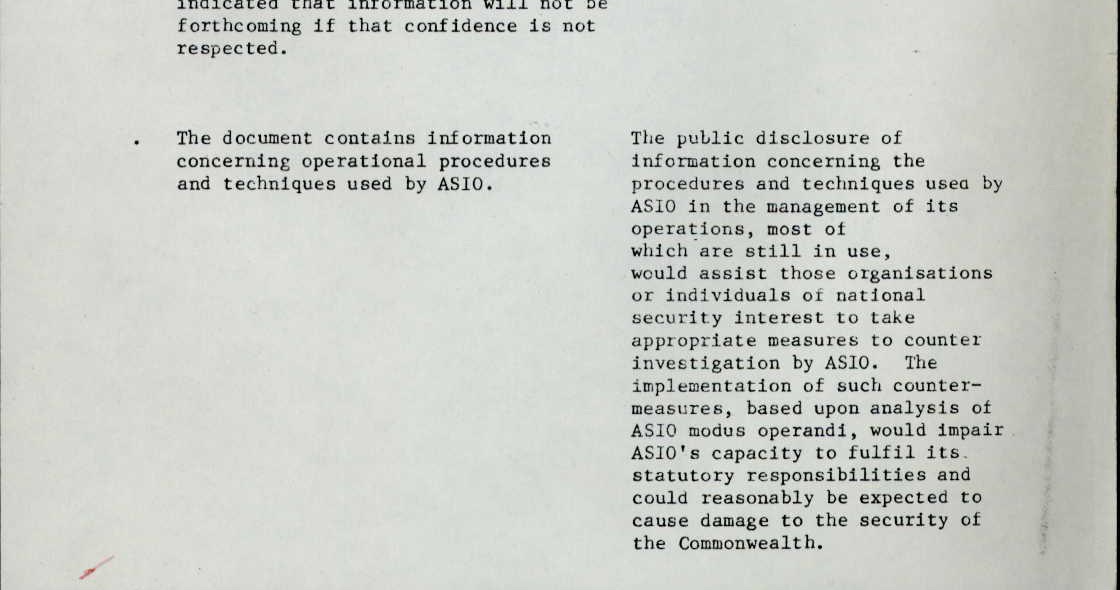 indicated that information will not be
forthcoming if that confidence is not
respected.
. The document contains information
concerning operational procedures
and techniques used by ASIO.
The public disclosure of
information concerning the
procedures and techniques used by
ASIO in the management of its
operations, most of
which are still in use,
would assist those organisations
or individuals of national
security interest to take
appropriate measures to counter
investigation by ASIO. The
implementation of such counter-
measures, based upon analysis of
ASIO modus operandi, would impair
ASIO's capacity to fulfil its
statutory responsibilities and
could reasonably be expected to
cause damage to the security of
the Commonwealth.